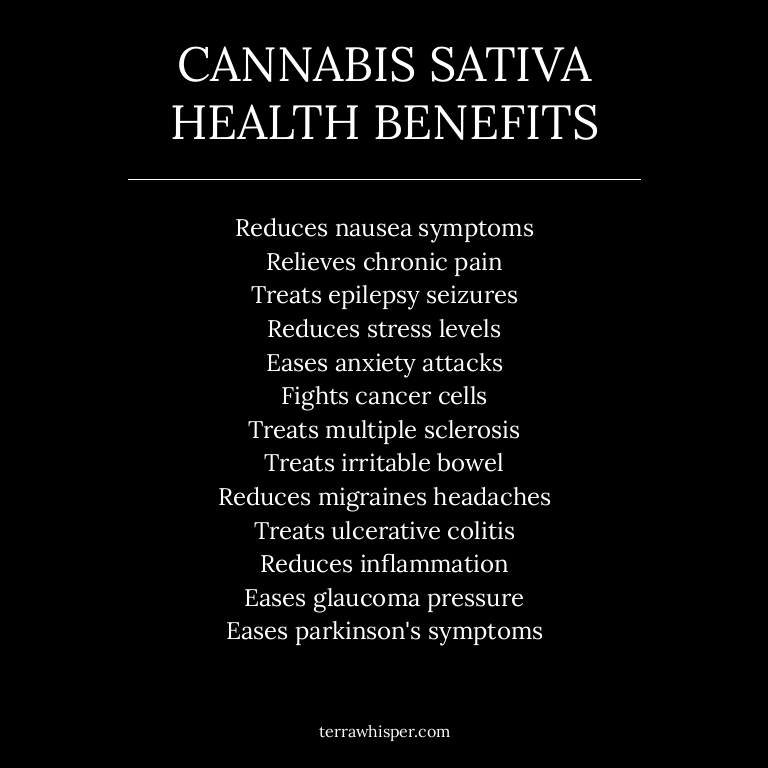 CANNABIS SATIVA
HEALTH BENEFITS
Reduces nausea symptoms
Relieves chronic pain
Treats epilepsy seizures
Reduces stress levels
Eases anxiety attacks
Fights cancer cells
Treats multiple sclerosis
Treats irritable bowel
Reduces migraines headaches
Treats ulcerative colitis
Reduces inflammation
Eases glaucoma pressure
Eases parkinson's symptoms
terrawhisper.com